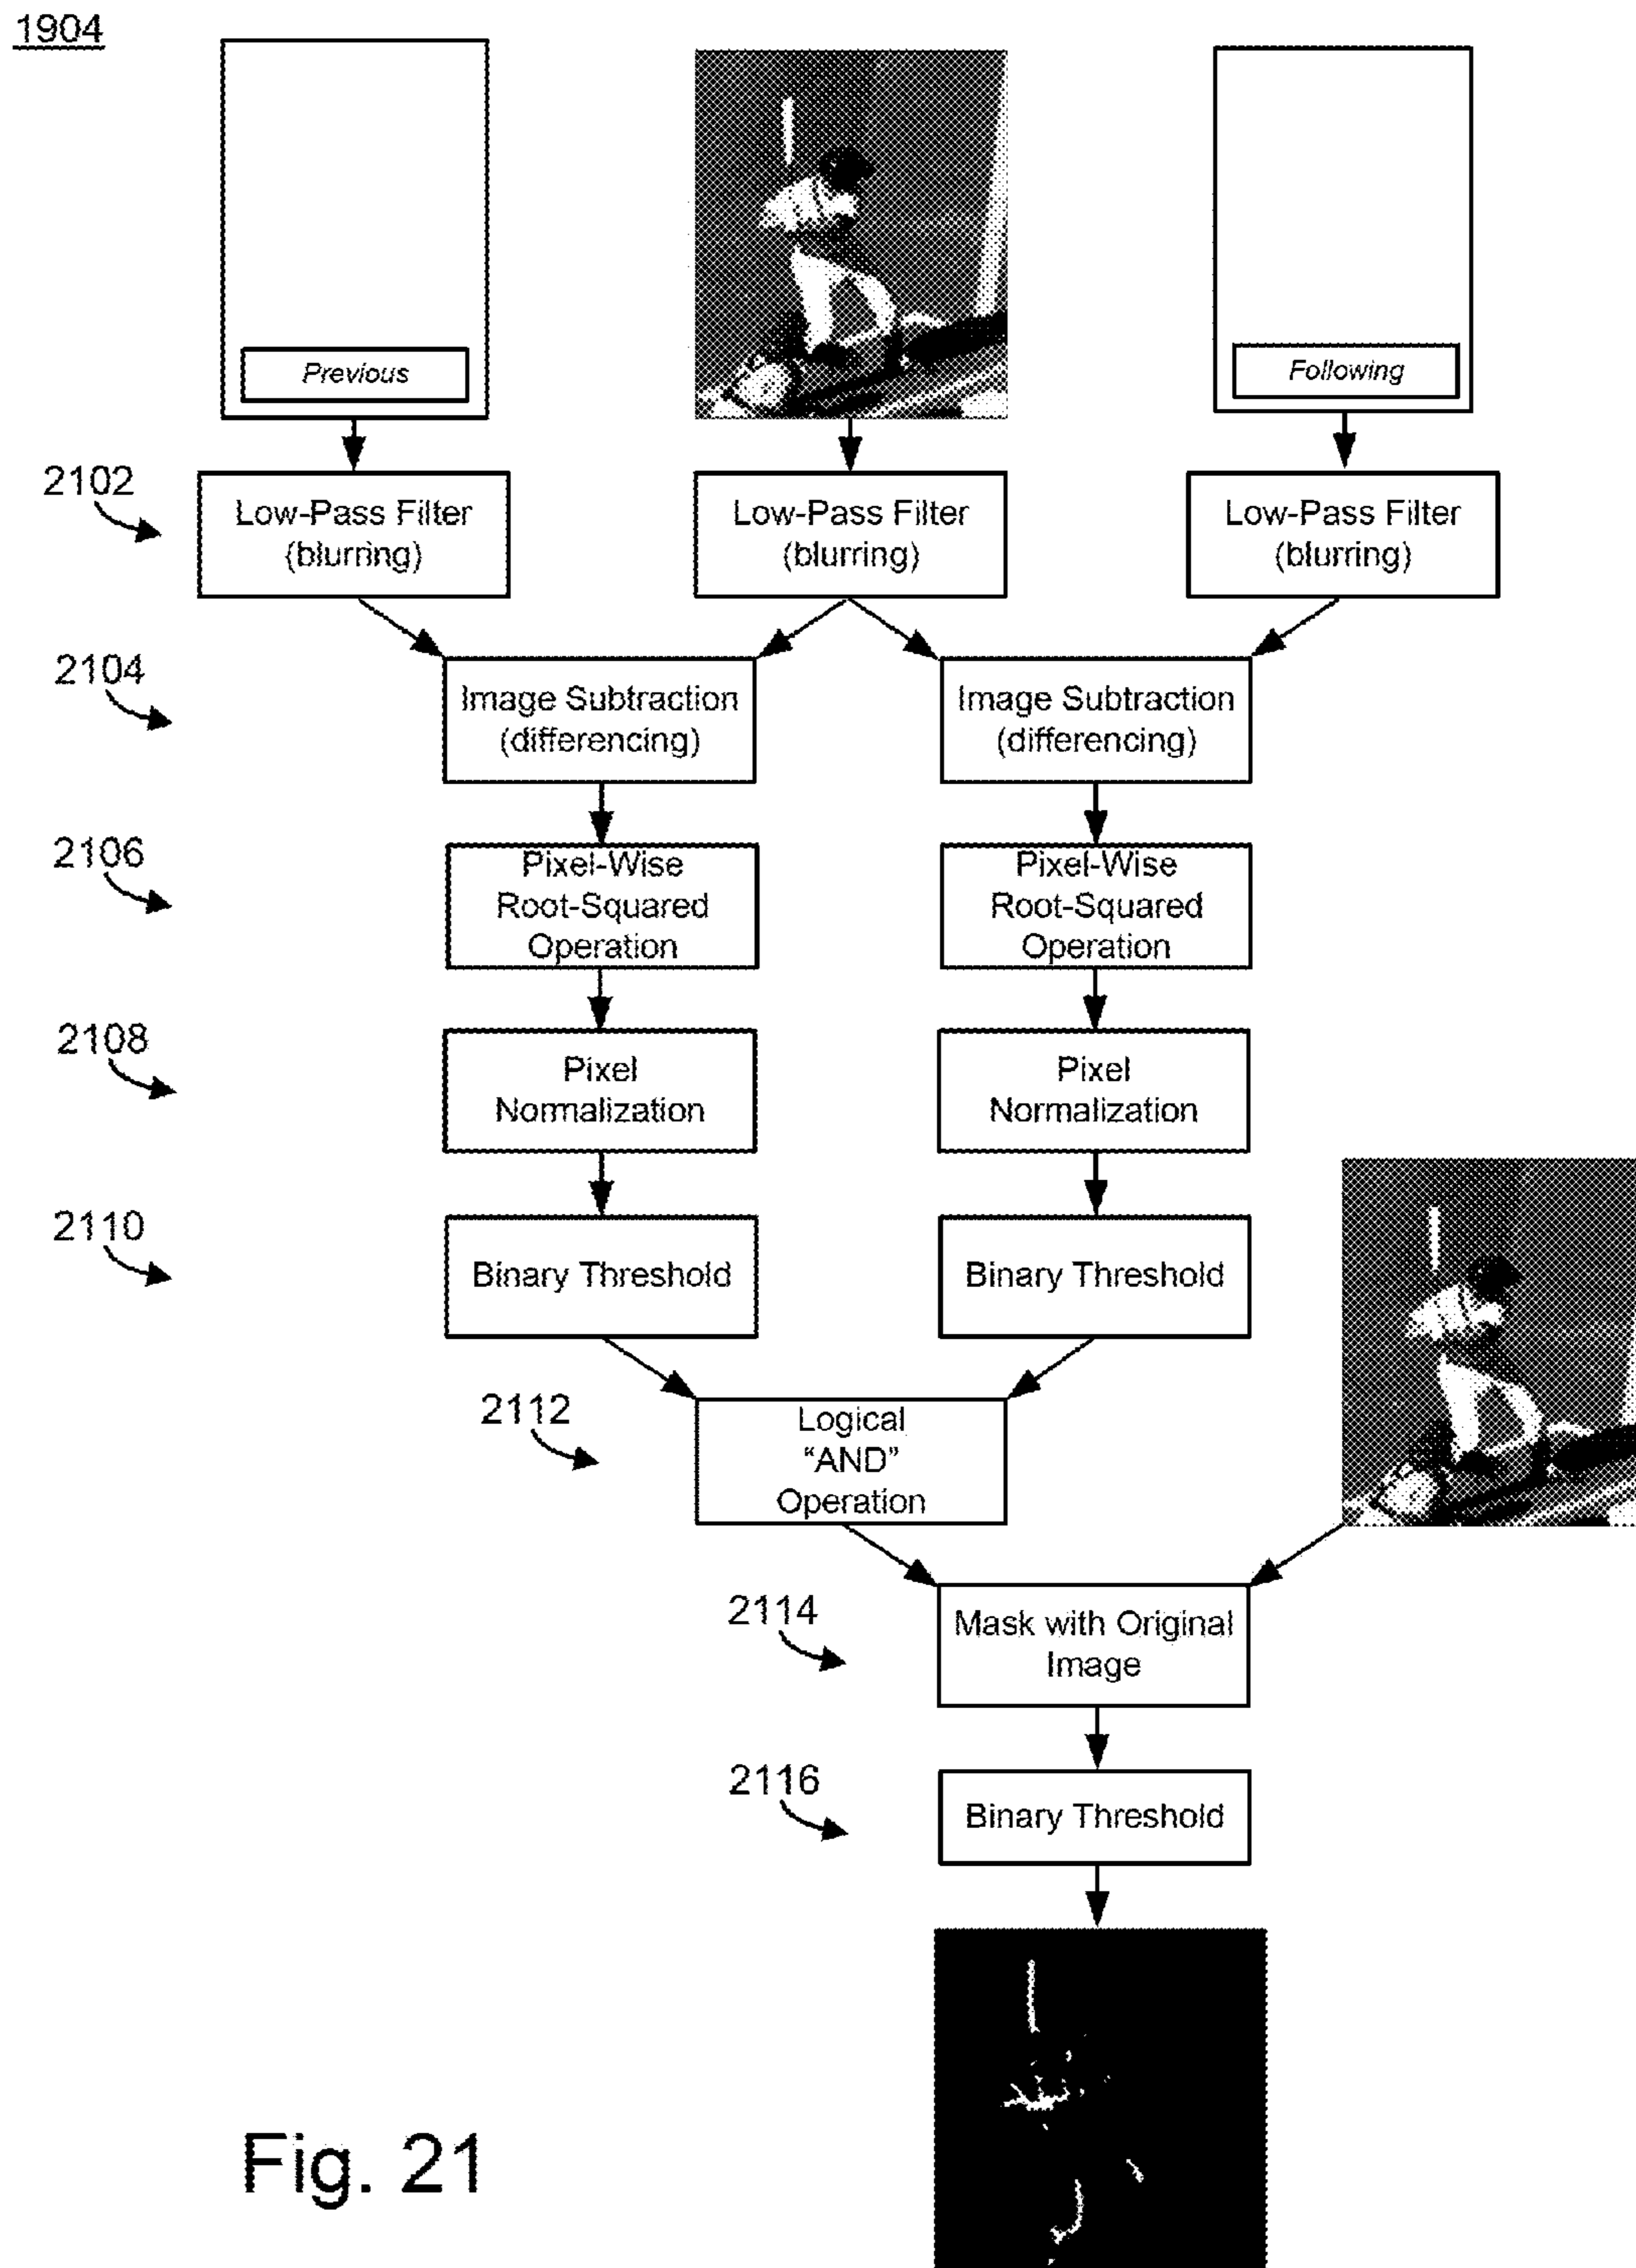 1904
Previous
Following
2102
Low-Pass Filter
(blurring)
Low-Pass Filter
(blurring)
Low-Pass Filter
(blurring)
2104
Image Subtraction
(differencing)
Image Subtraction
(differencing)
2106
Pixel-Wise
Root-Squared
Operation
Pixel-Wise
Root-Squared
Operation
2108
Pixel
Normalization
Pixel
Normalization
2110
Binary Threshold
Binary Threshold
2112
Logical
“AND”
Operation
2114
Mask with Original
Image
2116
Binary Threshold
Fig. 21